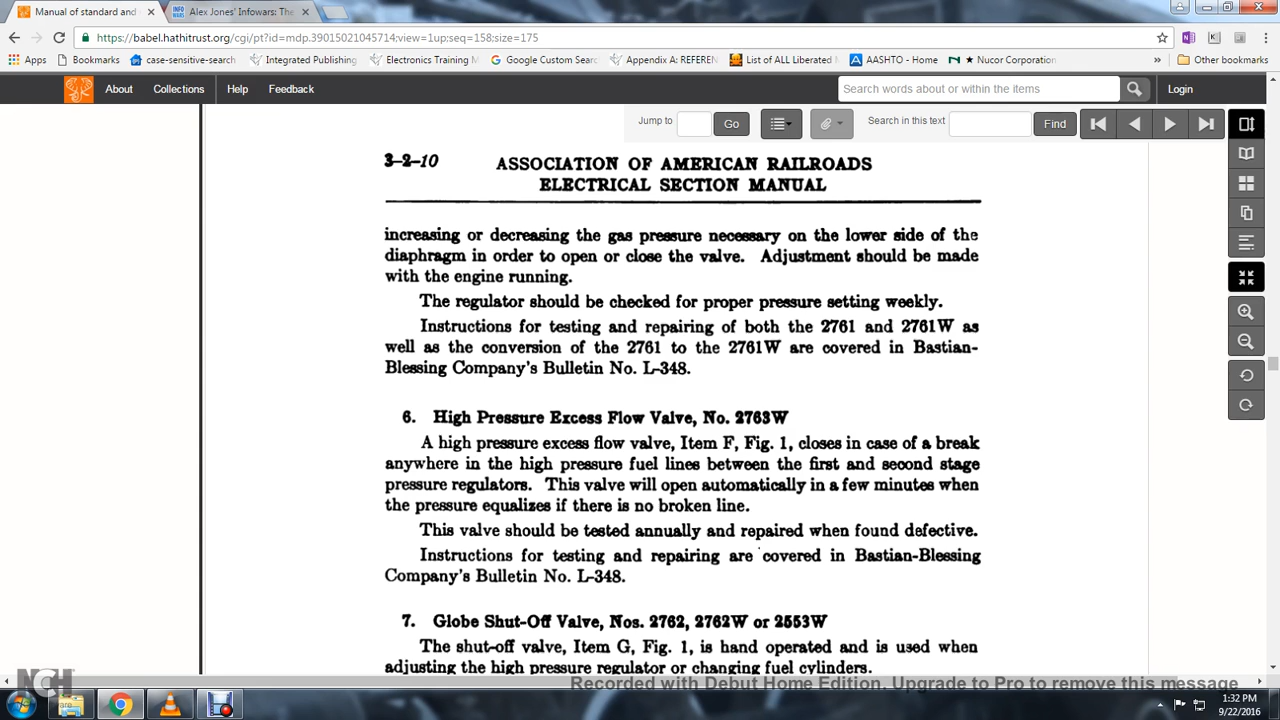 Manual of standard and
Alex Jones' Infowars: The
https://babel.hathitrust.org/cgi/pt?id=mdp.39015021045714;view=1up;seq=158;size=175
Apps Bookmarks case-sensitive-search Integrated Publishing Electronics Training M Google Custom Sear Appendix A: REFEREN List of ALL Liberated AASHTO - Home Nucor Corporation » Other bookmarks
About Collections Help Feedback Search words about or within the items Login
Jump to Go Search in this text Find
3-2-10 ASSOCIATION OF AMERICAN RAILROADS
ELECTRICAL SECTION MANUAL
increasing or decreasing the gas pressure necessary on the lower side of the
diaphragm in order to open or close the valve. Adjustment should be made
with the engine running.
The regulator should be checked for proper pressure setting weekly.
Instructions for testing and repairing of both the 2761 and 2761W as
well as the conversion of the 2761 to the 2761W are covered in Bastian-
Blessing Company's Bulletin No. L-348.
6. High Pressure Excess Flow Valve, No. 2763W
A high pressure excess flow valve, Item F, Fig. 1, closes in case of a break
anywhere in the high pressure fuel lines between the first and second stage
pressure regulators. This valve will open automatically in a few minutes when
the pressure equalizes if there is no broken line.
This valve should be tested annually and repaired when found defective.
Instructions for testing and repairing are covered in Bastian-Blessing
Company's Bulletin No. L-348.
7. Globe Shut-Off Valve, Nos. 2762, 2762W or 2553W
The shut-off valve, Item G, Fig. 1, is hand operated and is used when
adjusting the high pressure regulator or changing fuel cylinders.
NCH
Recorded with Debut Home Edition. Upgrade to Pro to remove this message
1:32 PM
9/22/2016